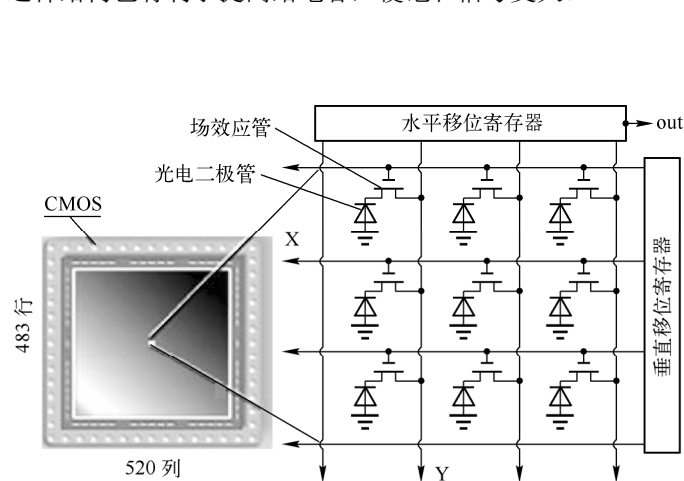 水平移位寄存器
out
场效应管
光电二极管
CMOS
X
垂直移位寄存器
483 行
520 列
Y